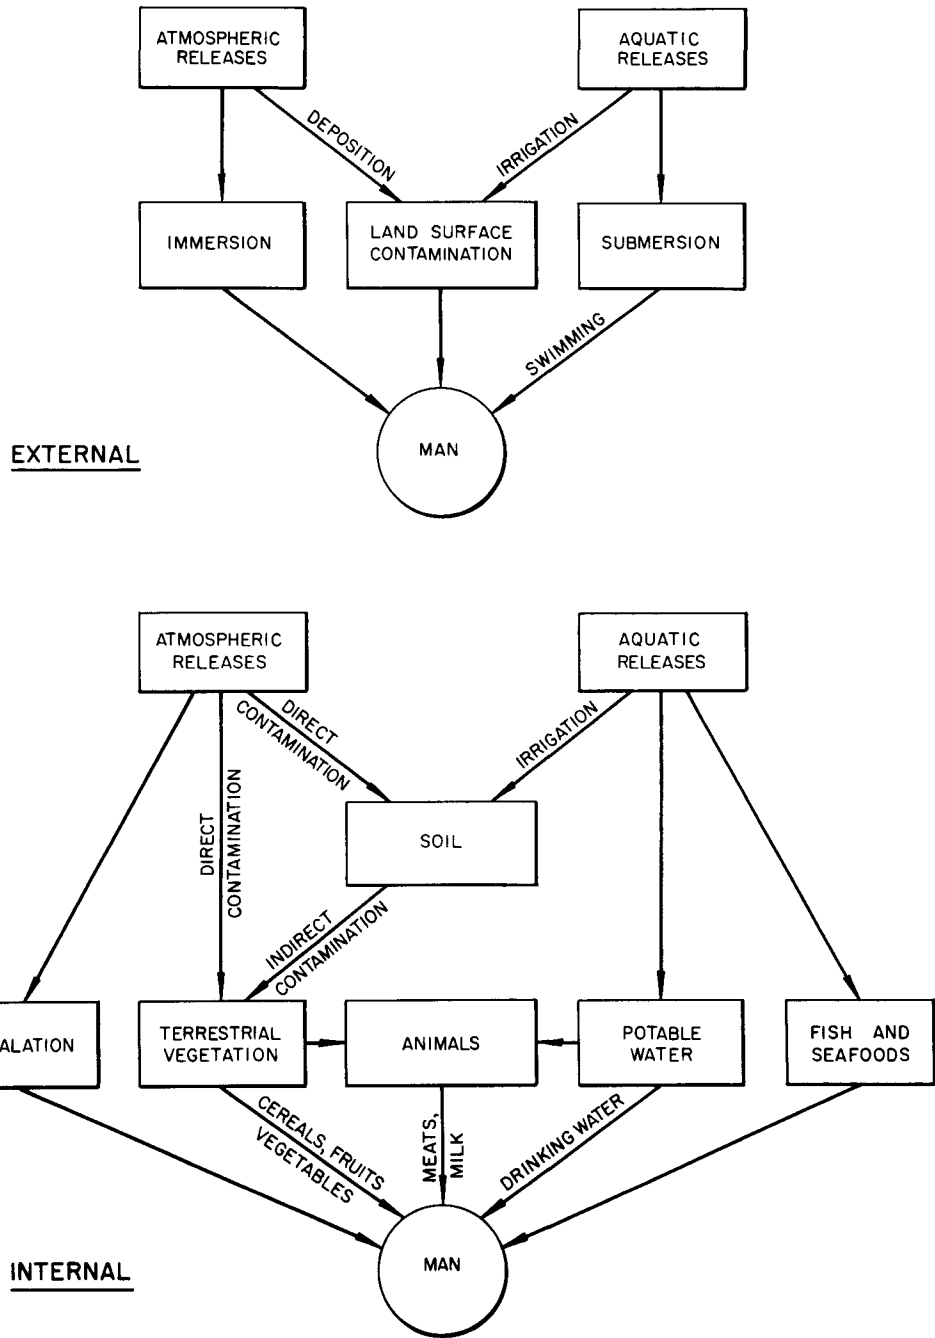 ATMOSPHERIC
RELEASES
AQUATIC
RELEASES
DEPOSITION
IRRIGATION
IMMERSION
LAND SURFACE
CONTAMINATION
SUBMERSION
SWIMMING
MAN
EXTERNAL
ATMOSPHERIC
RELEASES
AQUATIC
RELEASES
DIRECT
CONTAMINATION
IRRIGATION
DIRECT
CONTAMINATION
SOIL
INDIRECT
CONTAMINATION
ALATION
TERRESTRIAL
VEGETATION
ANIMALS
POTABLE
WATER
FISH AND
SEAFOODS
CEREALS, FRUITS
VEGETABLES
MEATS,
MILK
DRINKING WATER
MAN
INTERNAL